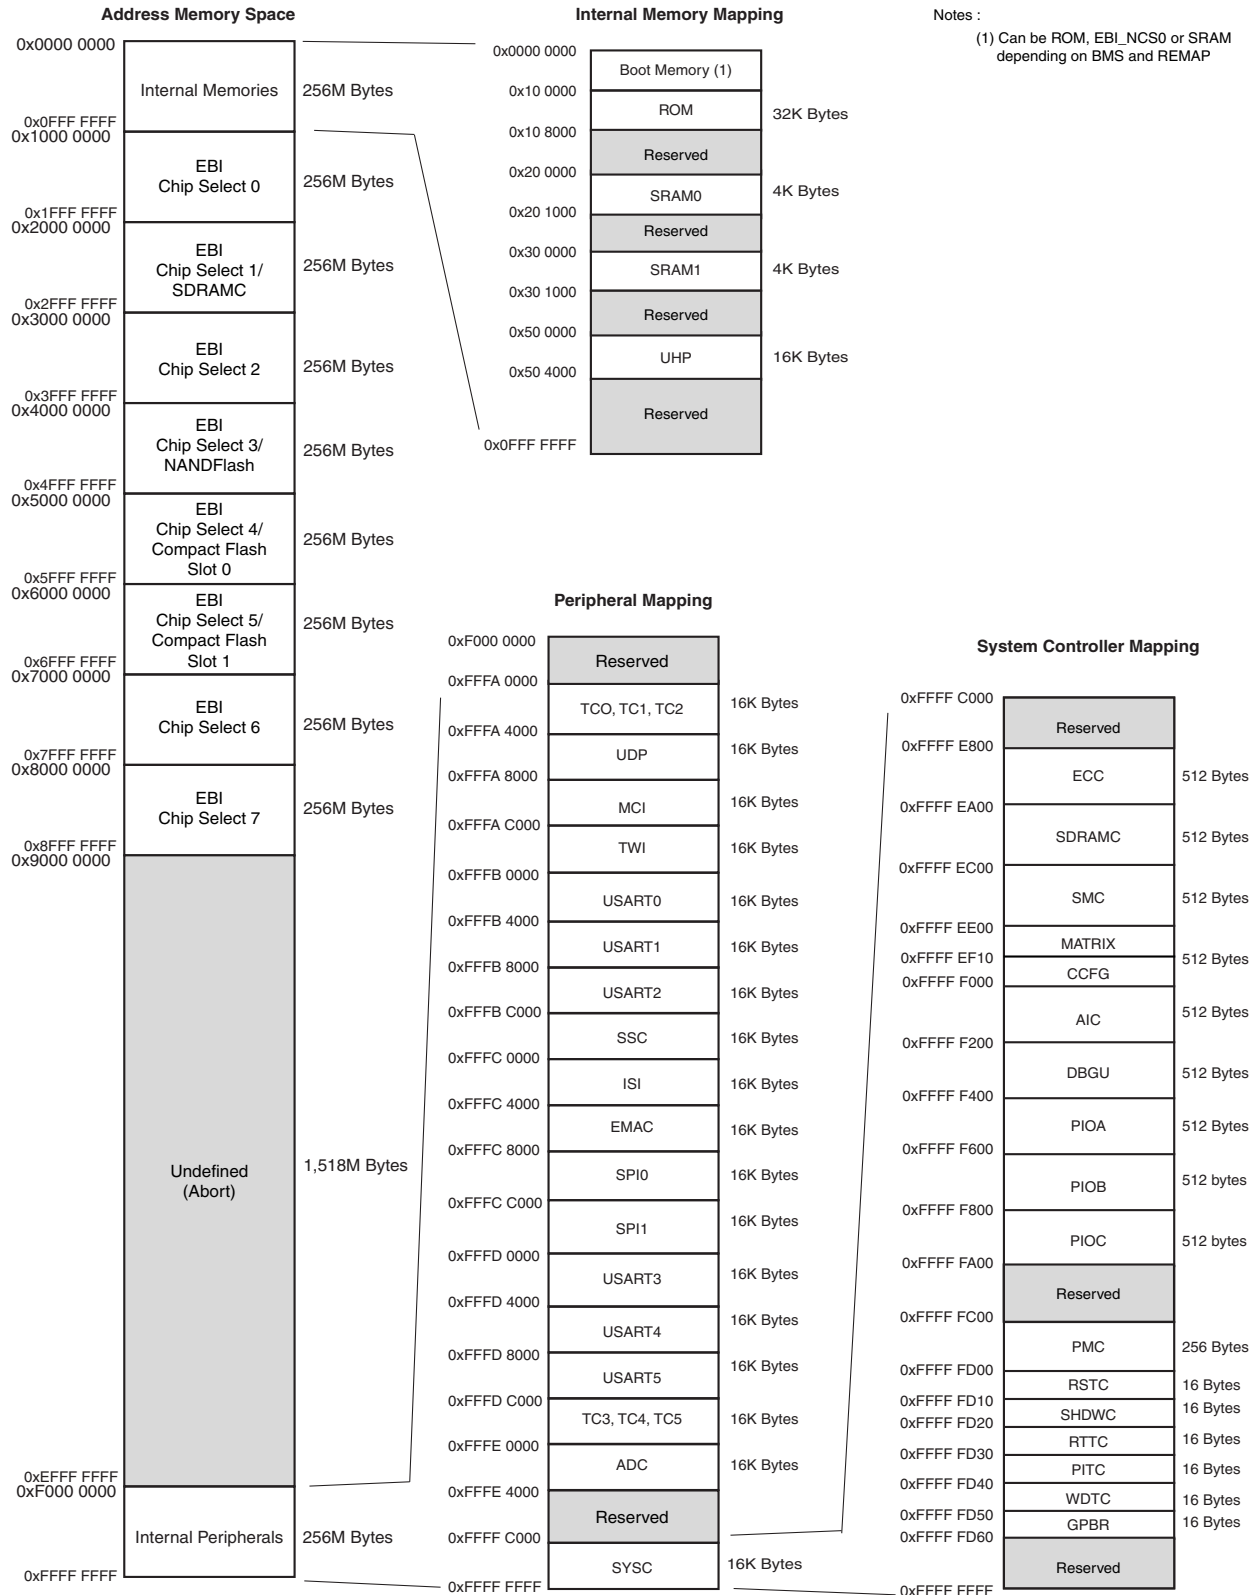 Address Memory Space
0x0000 0000
Internal Memories
256M Bytes
0x0FFF FFFF
0x1000 0000
EBI
Chip Select 0
256M Bytes
0x1FFF FFFF
0x2000 0000
EBI
Chip Select 1/
SDRAMC
256M Bytes
0x2FFF FFFF
0x3000 0000
EBI
Chip Select 2
256M Bytes
0x3FFF FFFF
0x4000 0000
EBI
Chip Select 3/
NANDFlash
256M Bytes
0x4FFF FFFF
0x5000 0000
EBI
Chip Select 4/
Compact Flash
Slot 0
256M Bytes
0x5FFF FFFF
0x6000 0000
EBI
Chip Select 5/
Compact Flash
Slot 1
256M Bytes
0x6FFF FFFF
0x7000 0000
EBI
Chip Select 6
256M Bytes
0x7FFF FFFF
0x8000 0000
EBI
Chip Select 7
256M Bytes
0x8FFF FFFF
0x9000 0000
Undefined
(Abort)
1,518M Bytes
0xEFFF FFFF
0xF000 0000
Internal Peripherals
256M Bytes
0xFFFF FFFF
Internal Memory Mapping
0x0000 0000
Boot Memory (1)
0x10 0000
ROM
32K Bytes
0x10 8000
Reserved
0x20 0000
SRAM0
4K Bytes
0x20 1000
Reserved
0x30 0000
SRAM1
4K Bytes
0x30 1000
Reserved
0x50 0000
UHP
16K Bytes
0x50 4000
Reserved
0x0FFF FFFF
Notes :
(1) Can be ROM, EBI_NCS0 or SRAM
depending on BMS and REMAP
Peripheral Mapping
0xF000 0000
Reserved
0xFFFA 0000
TCO, TC1, TC2
16K Bytes
0xFFFA 4000
UDP
16K Bytes
0xFFFA 8000
MCI
16K Bytes
0xFFFA C000
TWI
16K Bytes
0xFFFB 0000
USART0
16K Bytes
0xFFFB 4000
USART1
16K Bytes
0xFFFB 8000
USART2
16K Bytes
0xFFFB C000
SSC
16K Bytes
0xFFFC 0000
ISI
16K Bytes
0xFFFC 4000
EMAC
16K Bytes
0xFFFC 8000
SPI0
16K Bytes
0xFFFC C000
SPI1
16K Bytes
0xFFFD 0000
USART3
16K Bytes
0xFFFD 4000
USART4
16K Bytes
0xFFFD 8000
USART5
16K Bytes
0xFFFD C000
TC3, TC4, TC5
16K Bytes
0xFFFE 0000
ADC
16K Bytes
0xFFFE 4000
Reserved
0xFFFF C000
SYSC
16K Bytes
0xFFFF FFFF
System Controller Mapping
0xFFFF C000
Reserved
0xFFFF E800
ECC
512 Bytes
0xFFFF EA00
SDRAMC
512 Bytes
0xFFFF EC00
SMC
512 Bytes
0xFFFF EE00
MATRIX
0xFFFF EF10
512 Bytes
CCFG
0xFFFF F000
AIC
512 Bytes
0xFFFF F200
DBGU
512 Bytes
0xFFFF F400
PIOA
512 Bytes
0xFFFF F600
PIOB
512 bytes
0xFFFF F800
PIOC
512 bytes
0xFFFF FA00
Reserved
0xFFFF FC00
PMC
256 Bytes
0xFFFF FD00
RSTC
16 Bytes
0xFFFF FD10
SHDWC
16 Bytes
0xFFFF FD20
RTTC
16 Bytes
0xFFFF FD30
PITC
16 Bytes
0xFFFF FD40
WDTC
16 Bytes
0xFFFF FD50
GPBR
16 Bytes
0xFFFF FD60
Reserved
0xFFFF FFFF